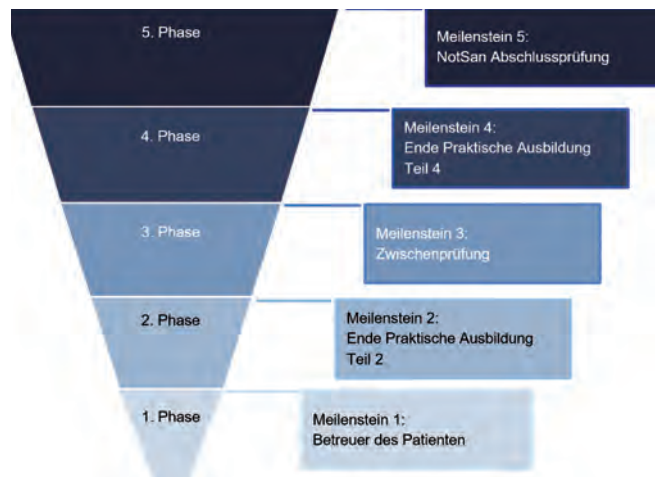 5. Phase
Meilenstein 5:
NotSan Abschlussprüfung
4. Phase
Meilenstein 4:
Ende Praktische Ausbildung
Teil 4
3. Phase
Meilenstein 3:
Zwischenprüfung
2. Phase
Meilenstein 2:
Ende Praktische Ausbildung
Teil 2
1. Phase
Meilenstein 1:
Betreuer des Patienten